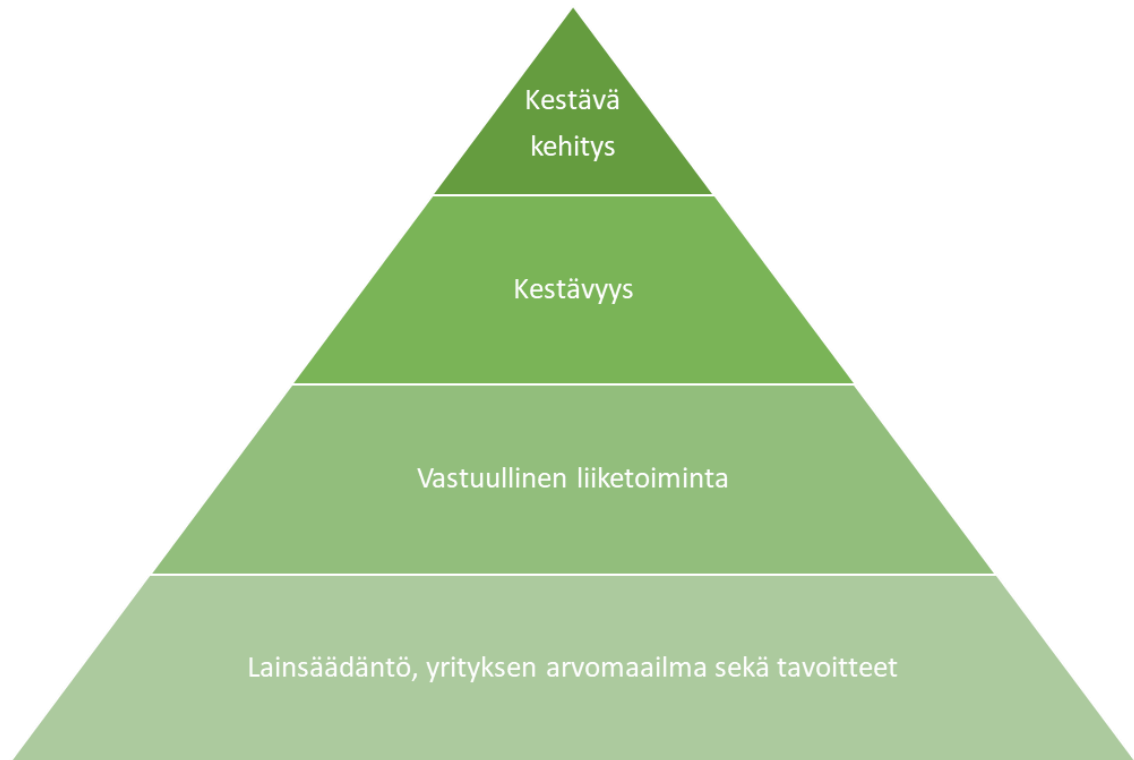 Kestävä
kehitys
Kestävyys
Vastuullinen liiketoiminta
Lainsäädäntö, yrityksen arvomaailma sekä tavoitteet